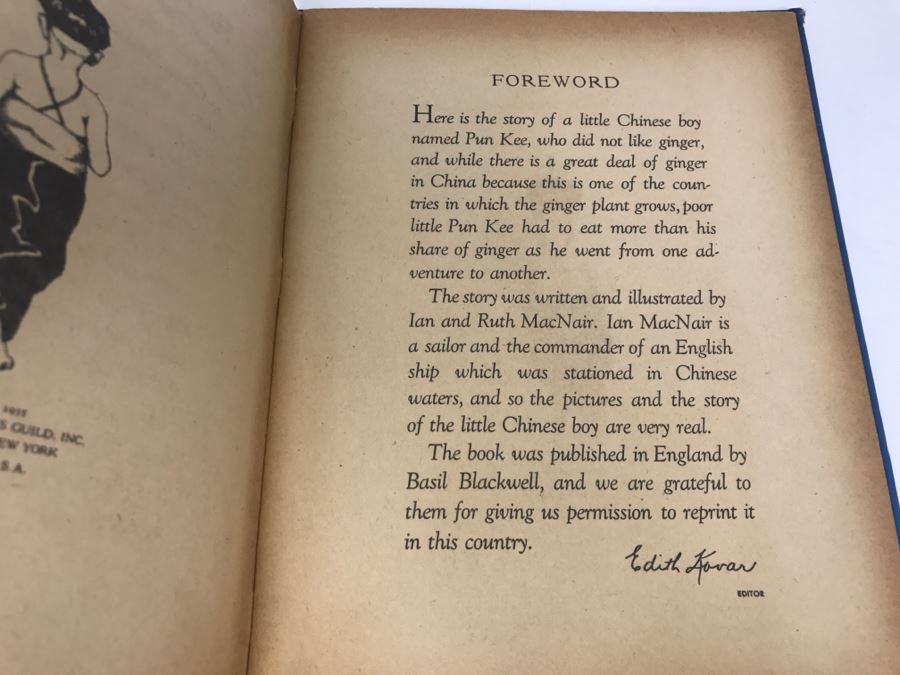 1935
S GUILD, INC.
EW YORK
S.A.
FOREWORD
Here is the story of a little Chinese boy
named Pun Kee, who did not like ginger,
and while there is a great deal of ginger
in China because this is one of the coun-
tries in which the ginger plant grows, poor
little Pun Kee had to eat more than his
share of ginger as he went from one ad-
venture to another.
The story was written and illustrated by
Ian and Ruth MacNair. Ian MacNair is
a sailor and the commander of an English
ship which was stationed in Chinese
waters, and so the pictures and the story
of the little Chinese boy are very real.
The book was published in England by
Basil Blackwell, and we are grateful to
them for giving us permission to reprint it
in this country.
Edith Kovar
EDITOR